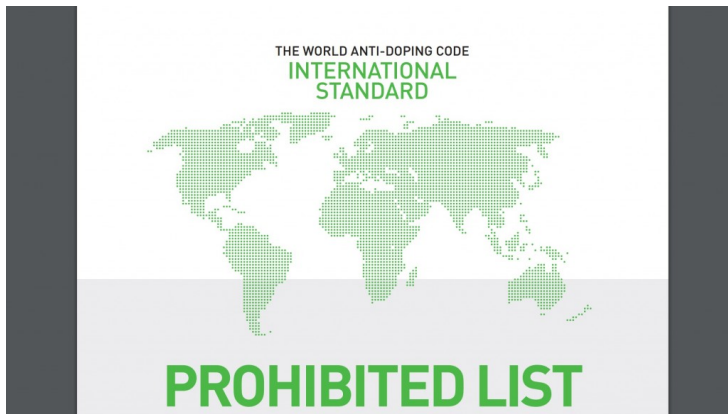 THE WORLD ANTI-DOPING CODE
INTERNATIONAL
STANDARD
PROHIBITED LIST